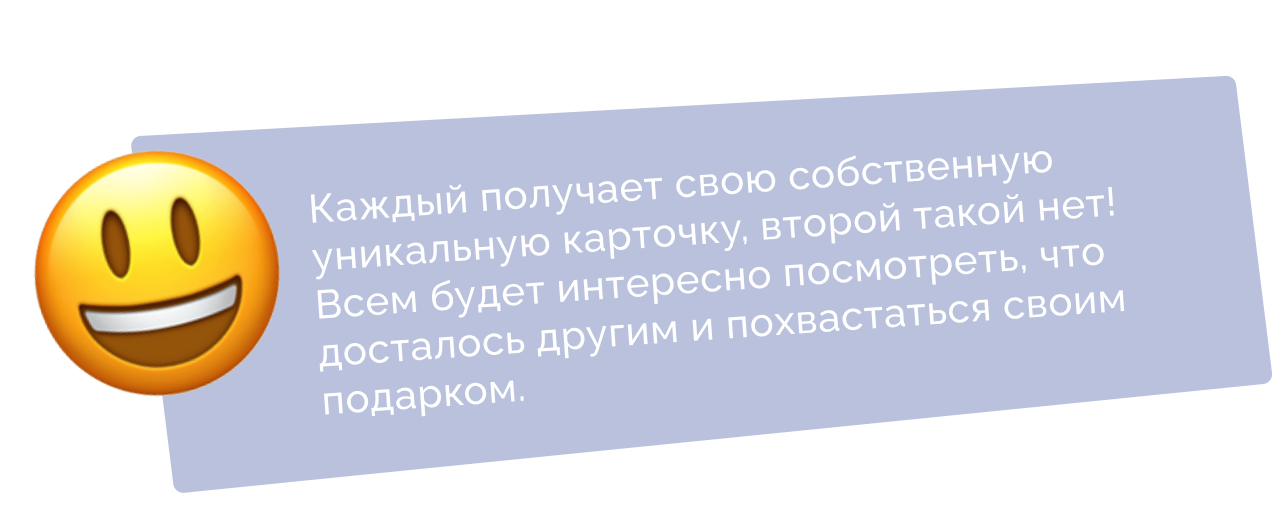 Каждый получает свою собственную
уникальную карточку, второй такой нет!
Всем будет интересно посмотреть, что
досталось другим и похвастаться своим
подарком.